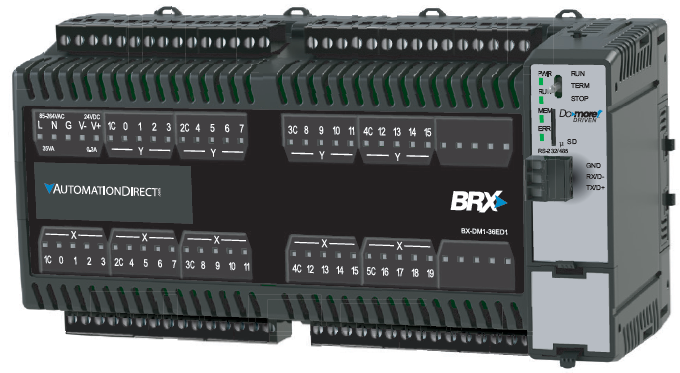 85-264VAC 24VDC
L N G V- V+ 1C 0 1 2 3 2C 4 5 6 7
35VA 0.3A Y Y
3C 8 9 10 11 4C 12 13 14 15
Y Y
AUTOMATIONDIRECT
BRX
BX-DM1-36ED1
X X X
1C 0 1 2 3 2C 4 5 6 7 3C 8 9 10 11
X X
4C 12 13 14 15 5C 16 17 18 19
PWR
RUN
MEM
ERR
RUN
TERM
STOP
Do-more!
DRIVEN
µSD
RS-232/485
GND
RX/D-
TX/D+